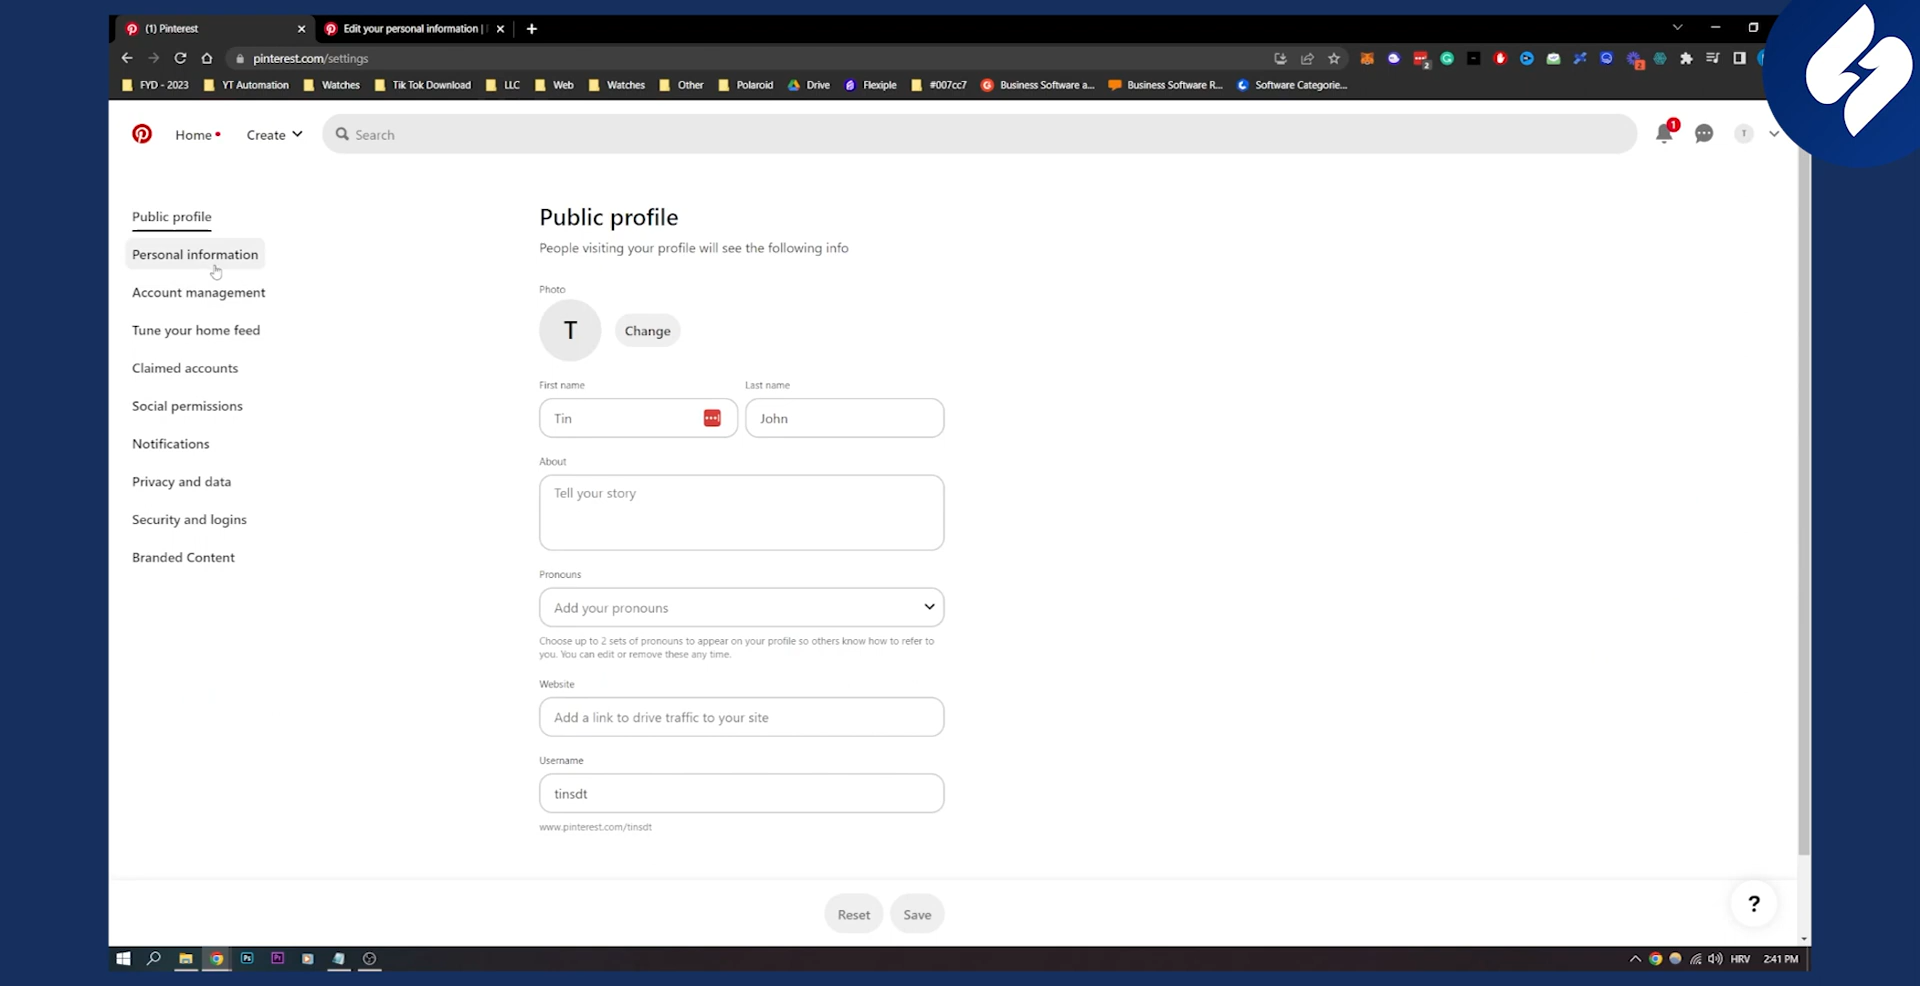 (1) Pinterest
Edit your personal information |
pinterest.com/settings
FYD - 2023
YT Automation
Watches
Tik Tok Download
LLC
Web
Watches
Other
Polaroid
Drive
Flexiple
#007cc7
Business Software a...
Business Software R...
Software Categorie...
Home
Create
Search
1
T
Public profile
Personal information
Account management
Tune your home feed
Claimed accounts
Social permissions
Notifications
Privacy and data
Security and logins
Branded Content
Public profile
People visiting your profile will see the following info
Photo
T
Change
First name
Last name
Tin
John
About
Tell your story
Pronouns
Add your pronouns
Choose up to 2 sets of pronouns to appear on your profile so others know how to refer to
you. You can edit or remove these any time.
Website
Add a link to drive traffic to your site
Username
tinsdt
www.pinterest.com/tinsdt
Reset
Save
?
Ps
Pr
HRV
2:41 PM